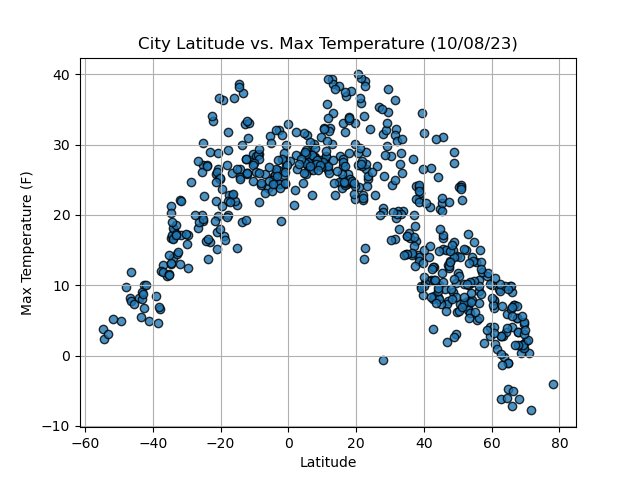 City Latitude vs. Max Temperature (10/08/23)
Max Temperature (F)
40
30
20
10
0
−10
−60 −40 −20 0 20 40 60 80
Latitude